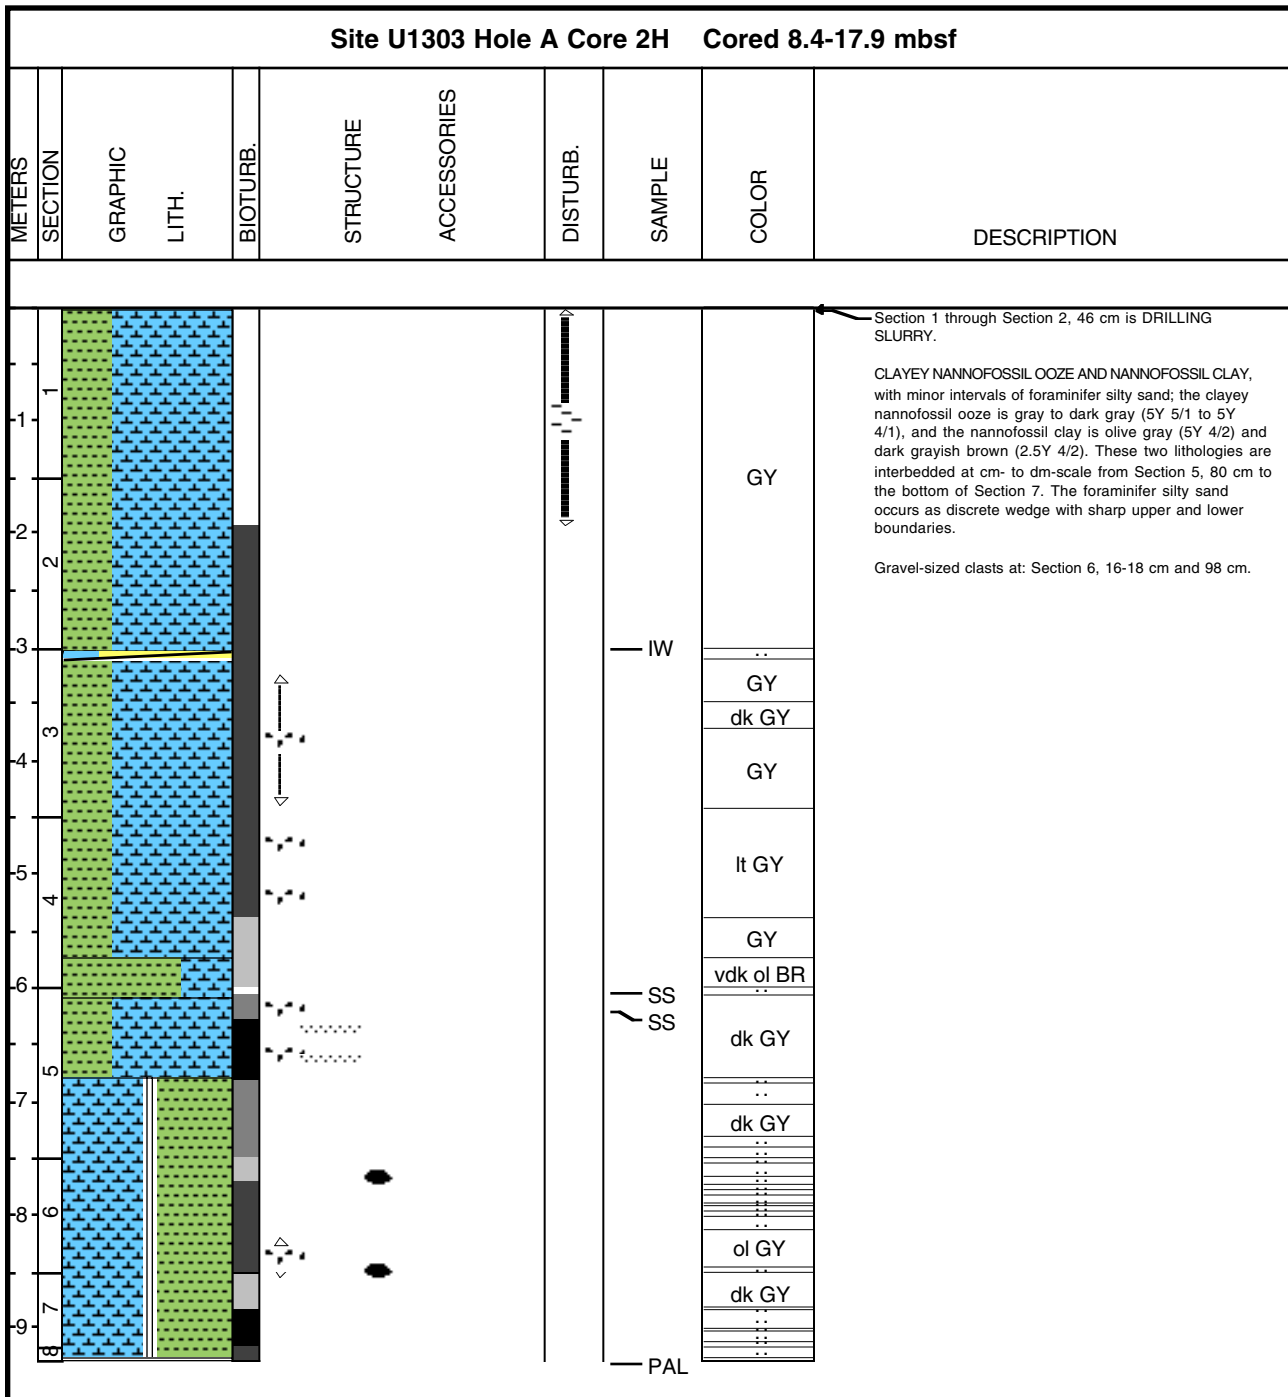 Site U1303 Hole A Core 2H Cored 8.4-17.9 mbsf
METERS
SECTION
GRAPHIC
LITH.
BIOTURB.
STRUCTURE
ACCESSORIES
DISTURB.
SAMPLE
COLOR
DESCRIPTION
Section 1 through Section 2, 46 cm is DRILLING
SLURRY.
CLAYEY NANNOFOSSIL OOZE AND NANNOFOSSIL CLAY,
with minor intervals of foraminifer silty sand; the clayey
nannofossil ooze is gray to dark gray (5Y 5/1 to 5Y
4/1), and the nannofossil clay is olive gray (5Y 4/2) and
dark grayish brown (2.5Y 4/2). These two lithologies are
interbedded at cm- to dm-scale from Section 5, 80 cm to
the bottom of Section 7. The foraminifer silty sand
occurs as discrete wedge with sharp upper and lower
boundaries.
Gravel-sized clasts at: Section 6, 16-18 cm and 98 cm.
1
2
3
4
5
6
7
8
9
1
2
3
4
5
6
7
8
IW
SS
SS
PAL
GY
GY
dk GY
GY
lt GY
GY
vdk ol BR
dk GY
dk GY
ol GY
dk GY